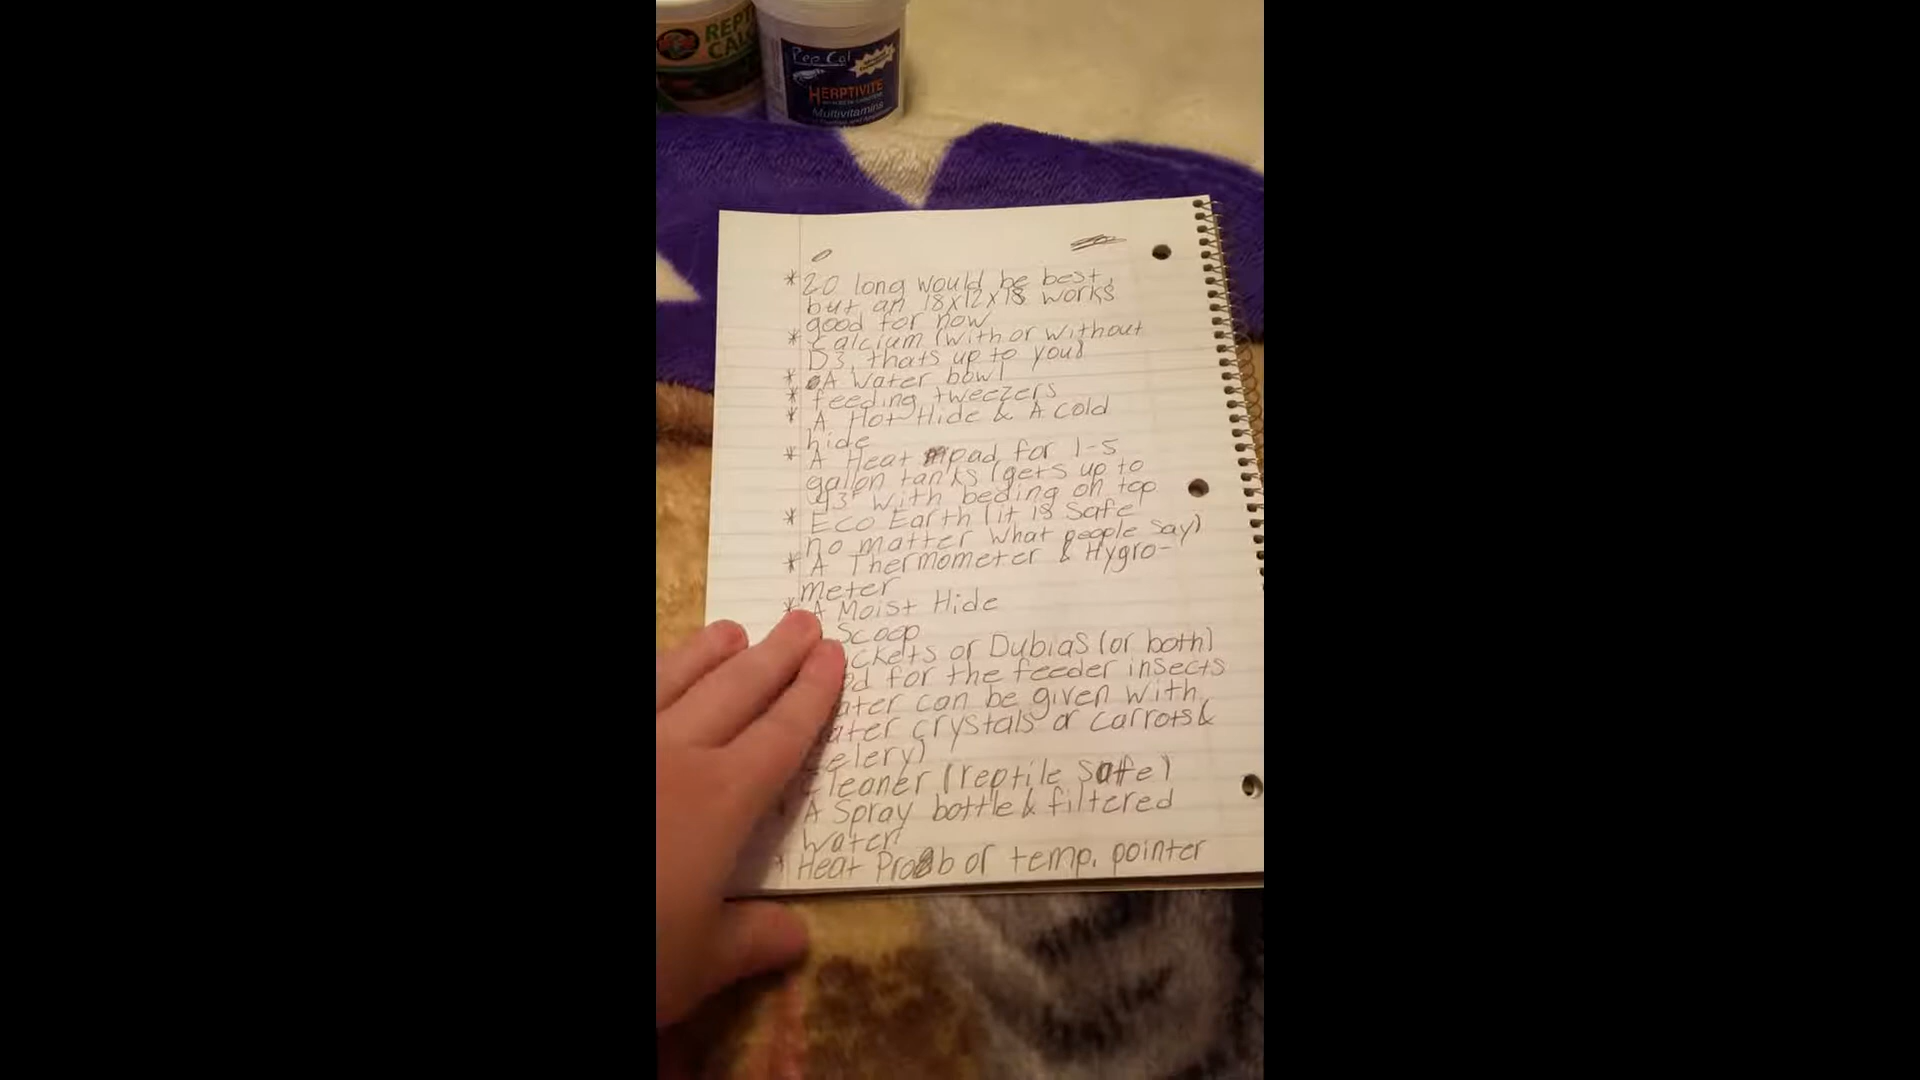 REPT
CALC
Rep Cal
HERPTIVITE
Multivitamins
*20 long would be best,
but an 18x12x18 works
good for now
* Calcium (with or without
D3, thats up to you)
* A Water bowl
* feeding tweezers
* A Hot Hide & A cold
hide
* A Heat pad for 1-5
gallon tanks (gets up to
93F with beding on top
* Eco Earth (it is Safe
no matter what people say)
* A Thermometer & Hygro-
meter
* A Moist Hide
Scoop
ickets or Dubias (or both)
od for the feeder insects
ater can be given with
ater crystals or carrots &
elery)
Cleaner (reptile Safe)
A Spray bottle & filtered
Water
* Heat Prob or temp. pointer